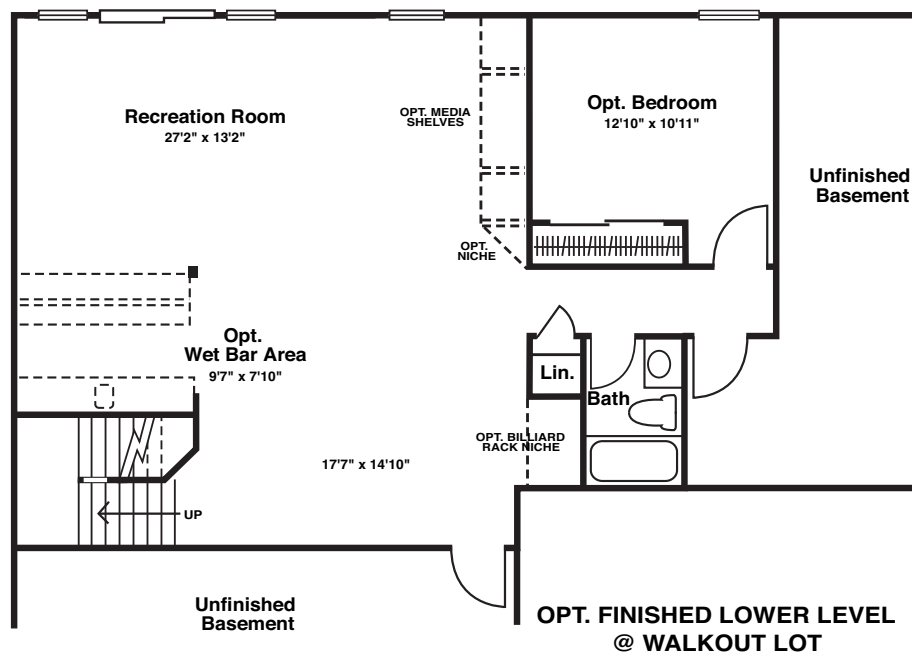 Recreation Room
27'2" x 13'2"
OPT. MEDIA
SHELVES
Opt. Bedroom
12'10" x 10'11"
Unfinished
Basement
OPT.
NICHE
Opt.
Wet Bar Area
9'7" x 7'10"
Lin.
Bath
OPT. BILLIARD
RACK NICHE
17'7" x 14'10"
UP
Unfinished
Basement
OPT. FINISHED LOWER LEVEL
@ WALKOUT LOT